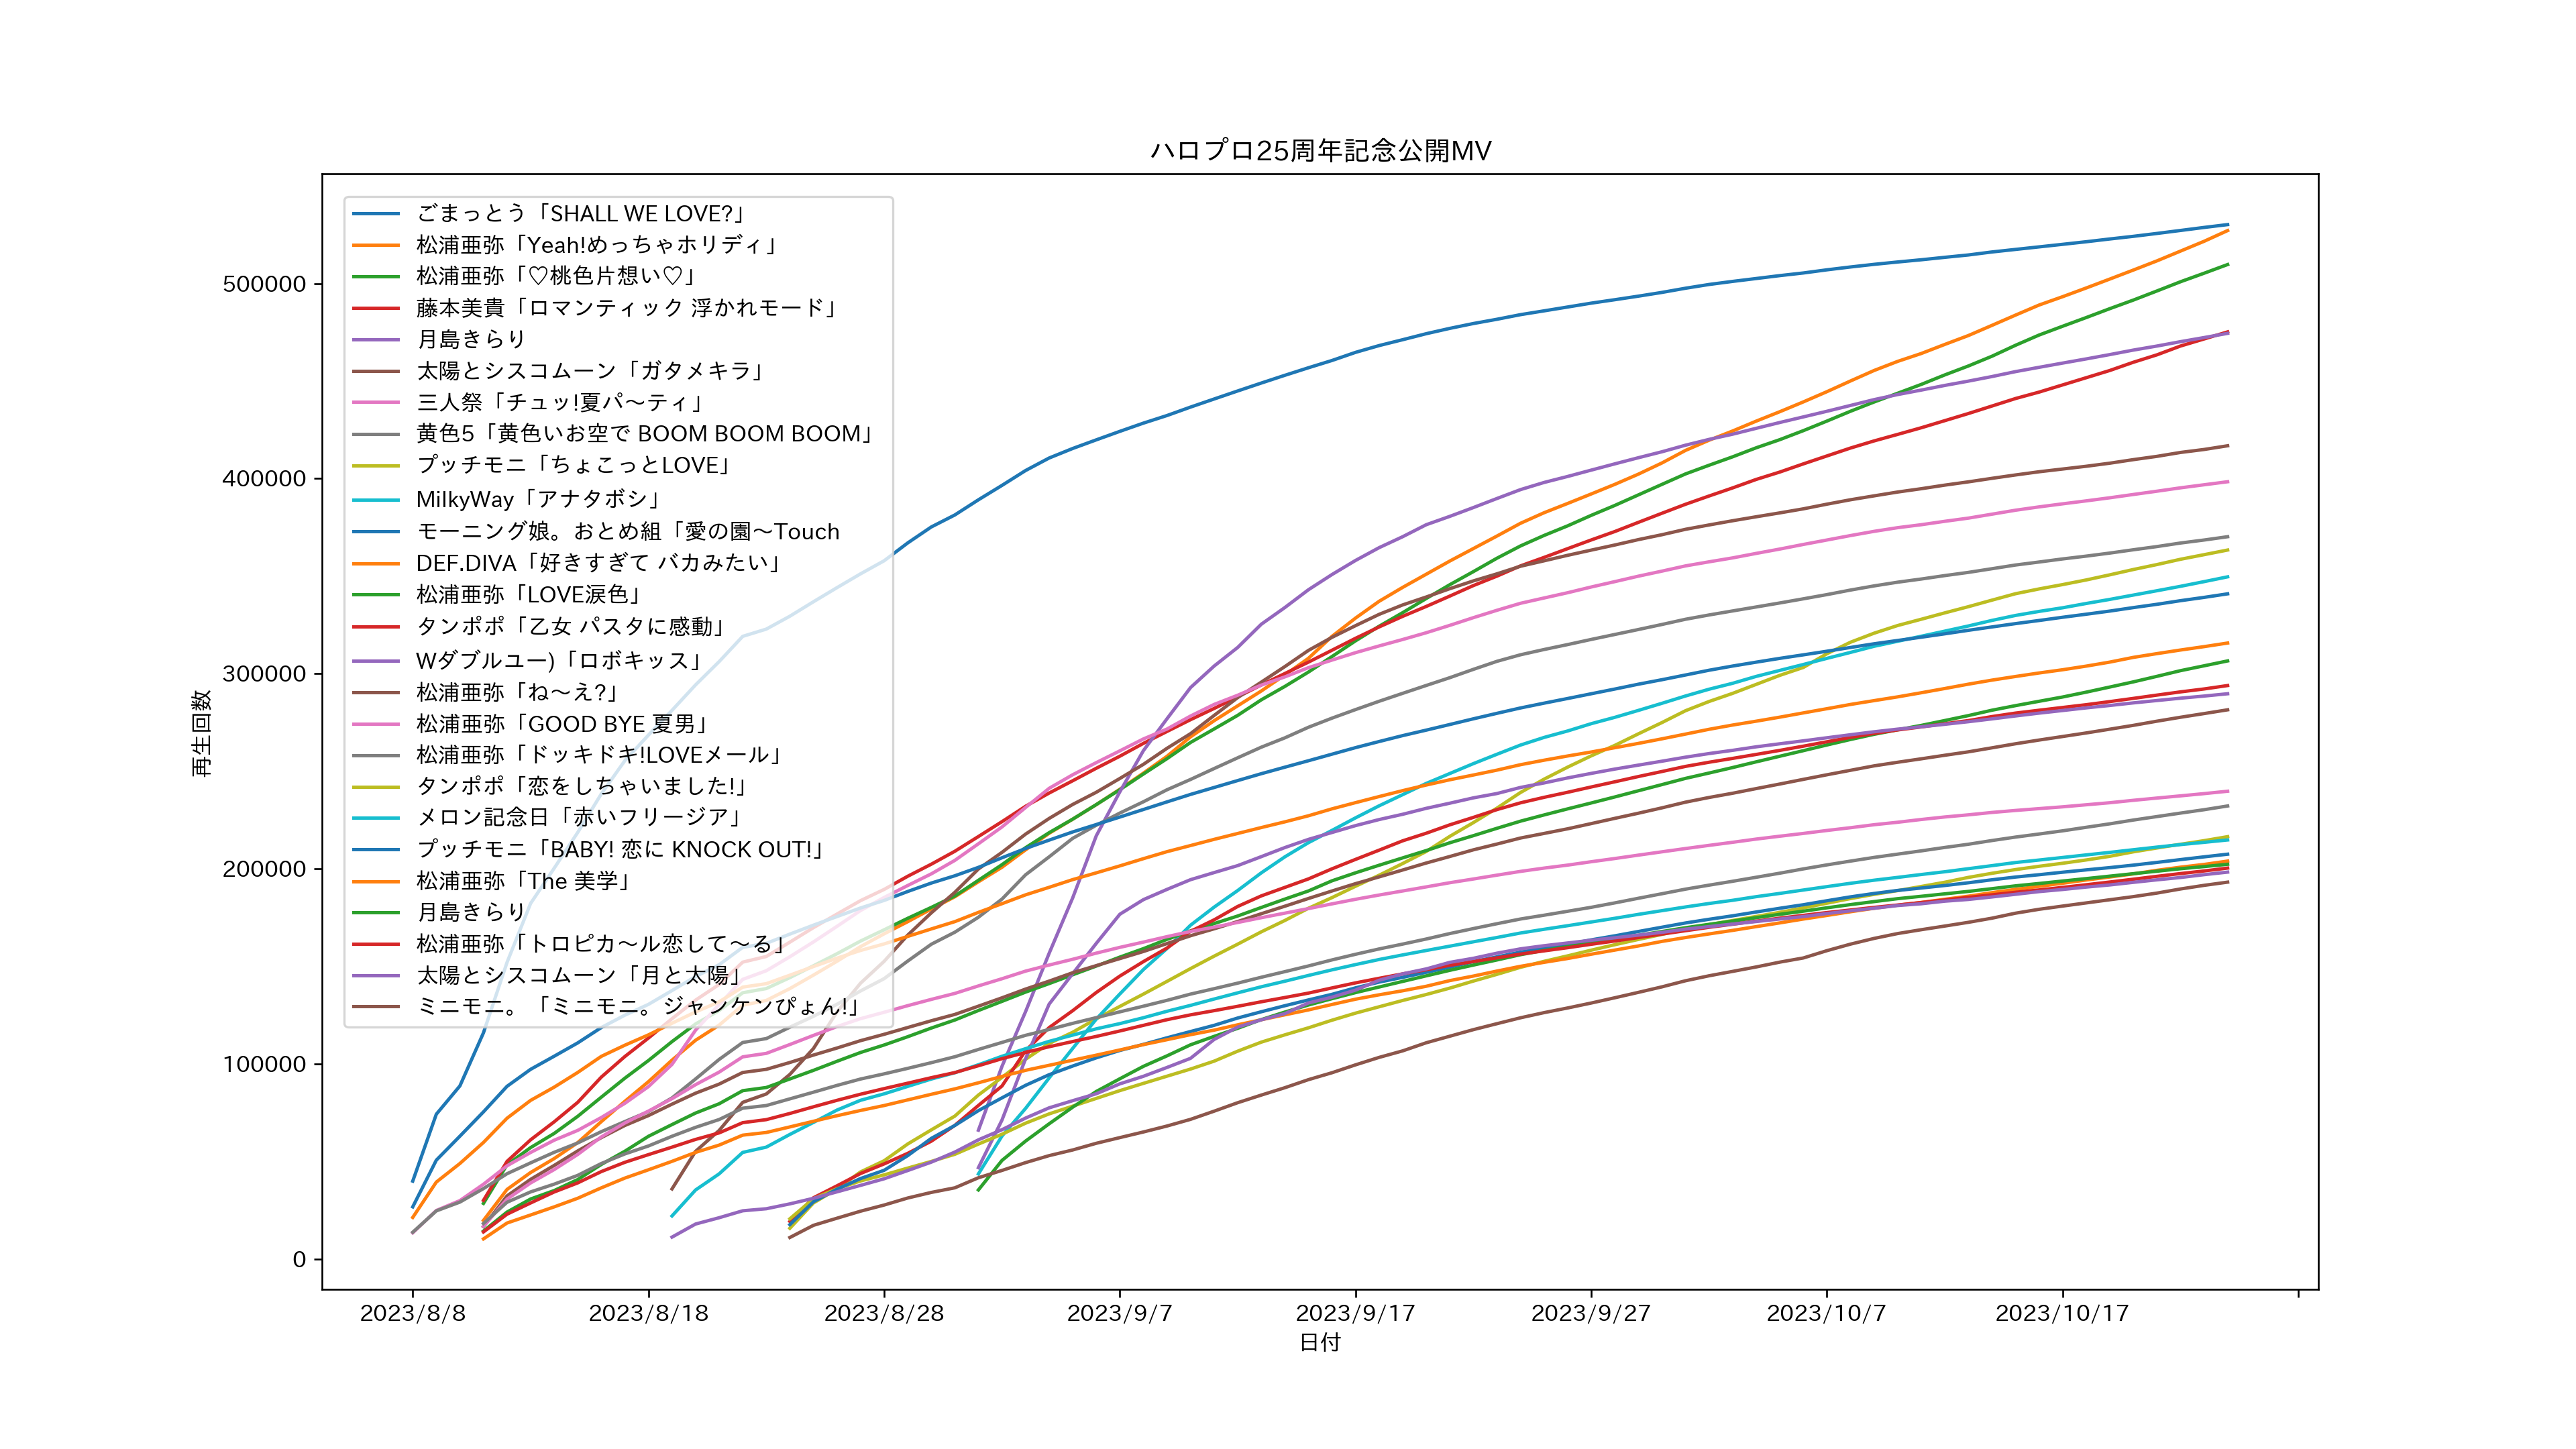 ハロプロ25周年記念公開MV
ごまっとう「SHALL WE LOVE?」
松浦亜弥「Yeah!めっちゃホリディ」
松浦亜弥「♡桃色片想い♡」
藤本美貴「ロマンティック 浮かれモード」
月島きらり
太陽とシスコムーン「ガタメキラ」
三人祭「チュッ!夏パ〜ティ」
黄色5「黄色いお空で BOOM BOOM BOOM」
プッチモニ「ちょこっとLOVE」
MilkyWay「アナタボシ」
モーニング娘。おとめ組「愛の園〜Touch
DEF.DIVA「好きすぎて バカみたい」
松浦亜弥「LOVE涙色」
タンポポ「乙女 パスタに感動」
Wダブルユー)「ロボキッス」
松浦亜弥「ね〜え?」
松浦亜弥「GOOD BYE 夏男」
松浦亜弥「ドッキドキ!LOVEメール」
タンポポ「恋をしちゃいました!」
メロン記念日「赤いフリージア」
プッチモニ「BABY! 恋に KNOCK OUT!」
松浦亜弥「The 美学」
月島きらり
松浦亜弥「トロピカ〜ル恋して〜る」
太陽とシスコムーン「月と太陽」
ミニモニ。「ミニモニ。ジャンケンぴょん!」
再生回数
500000
400000
300000
200000
100000
0
2023/8/8
2023/8/18
2023/8/28
2023/9/7
2023/9/17
2023/9/27
2023/10/7
2023/10/17
日付